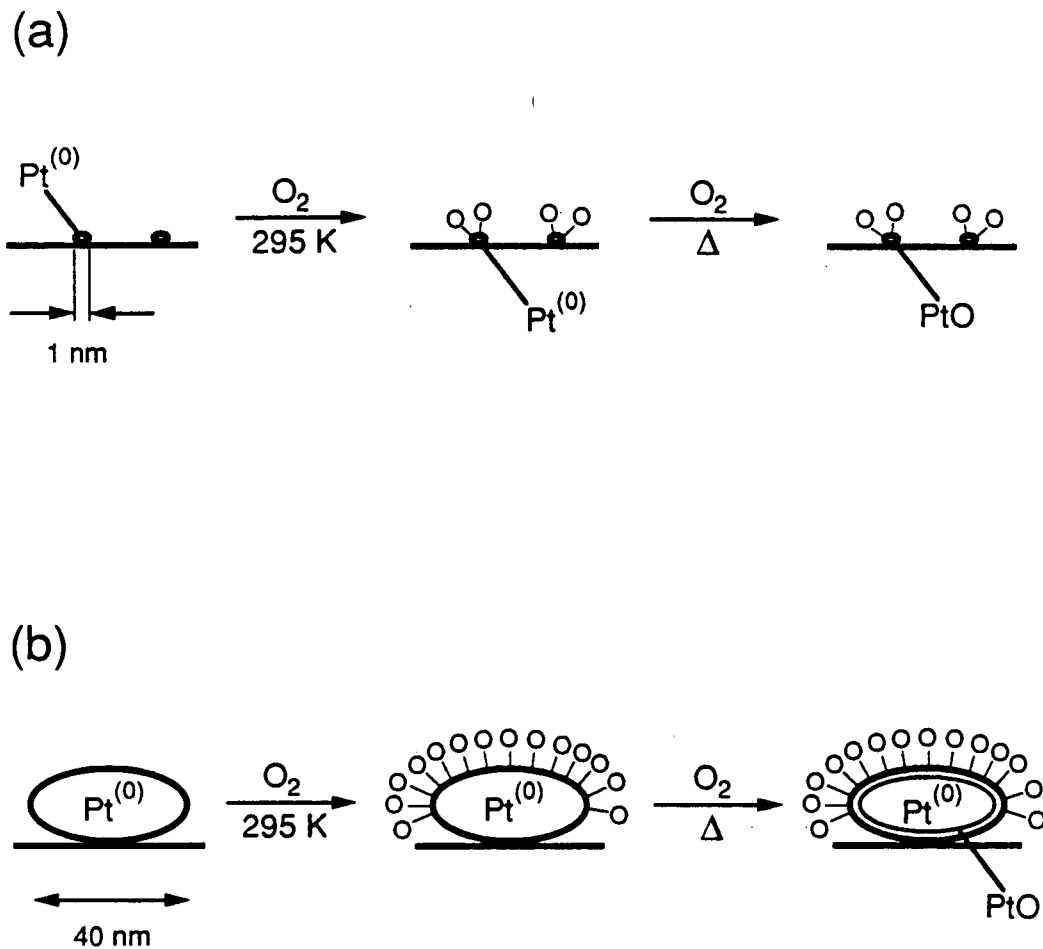 (a)
Pt(0)
O2
295 K
O2
Δ
O O O O
O O O O
Pt(0)
PtO
1 nm
(b)
Pt(0)
O2
295 K
O O O O O O O O O O O O O O
Pt(0)
O2
Δ
O O O O O O O O O O O O O O
Pt(0)
PtO
40 nm